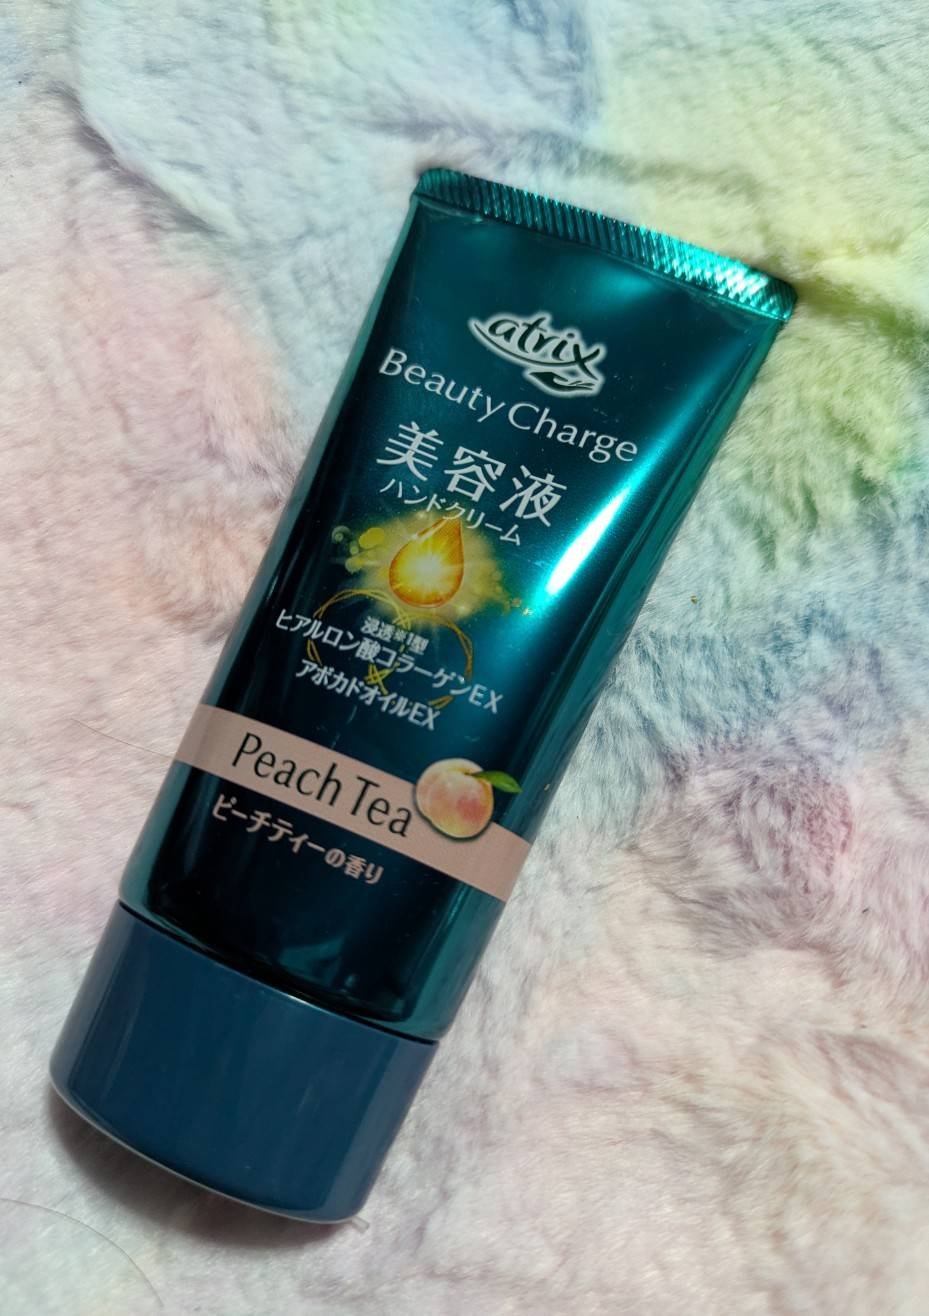 atrix
Beauty Charge
美容液
ハンドクリーム
浸透※1型
ヒアルロン酸コラーゲンEX
アボカドオイルEX
Peach Tea
ピーチティーの香り